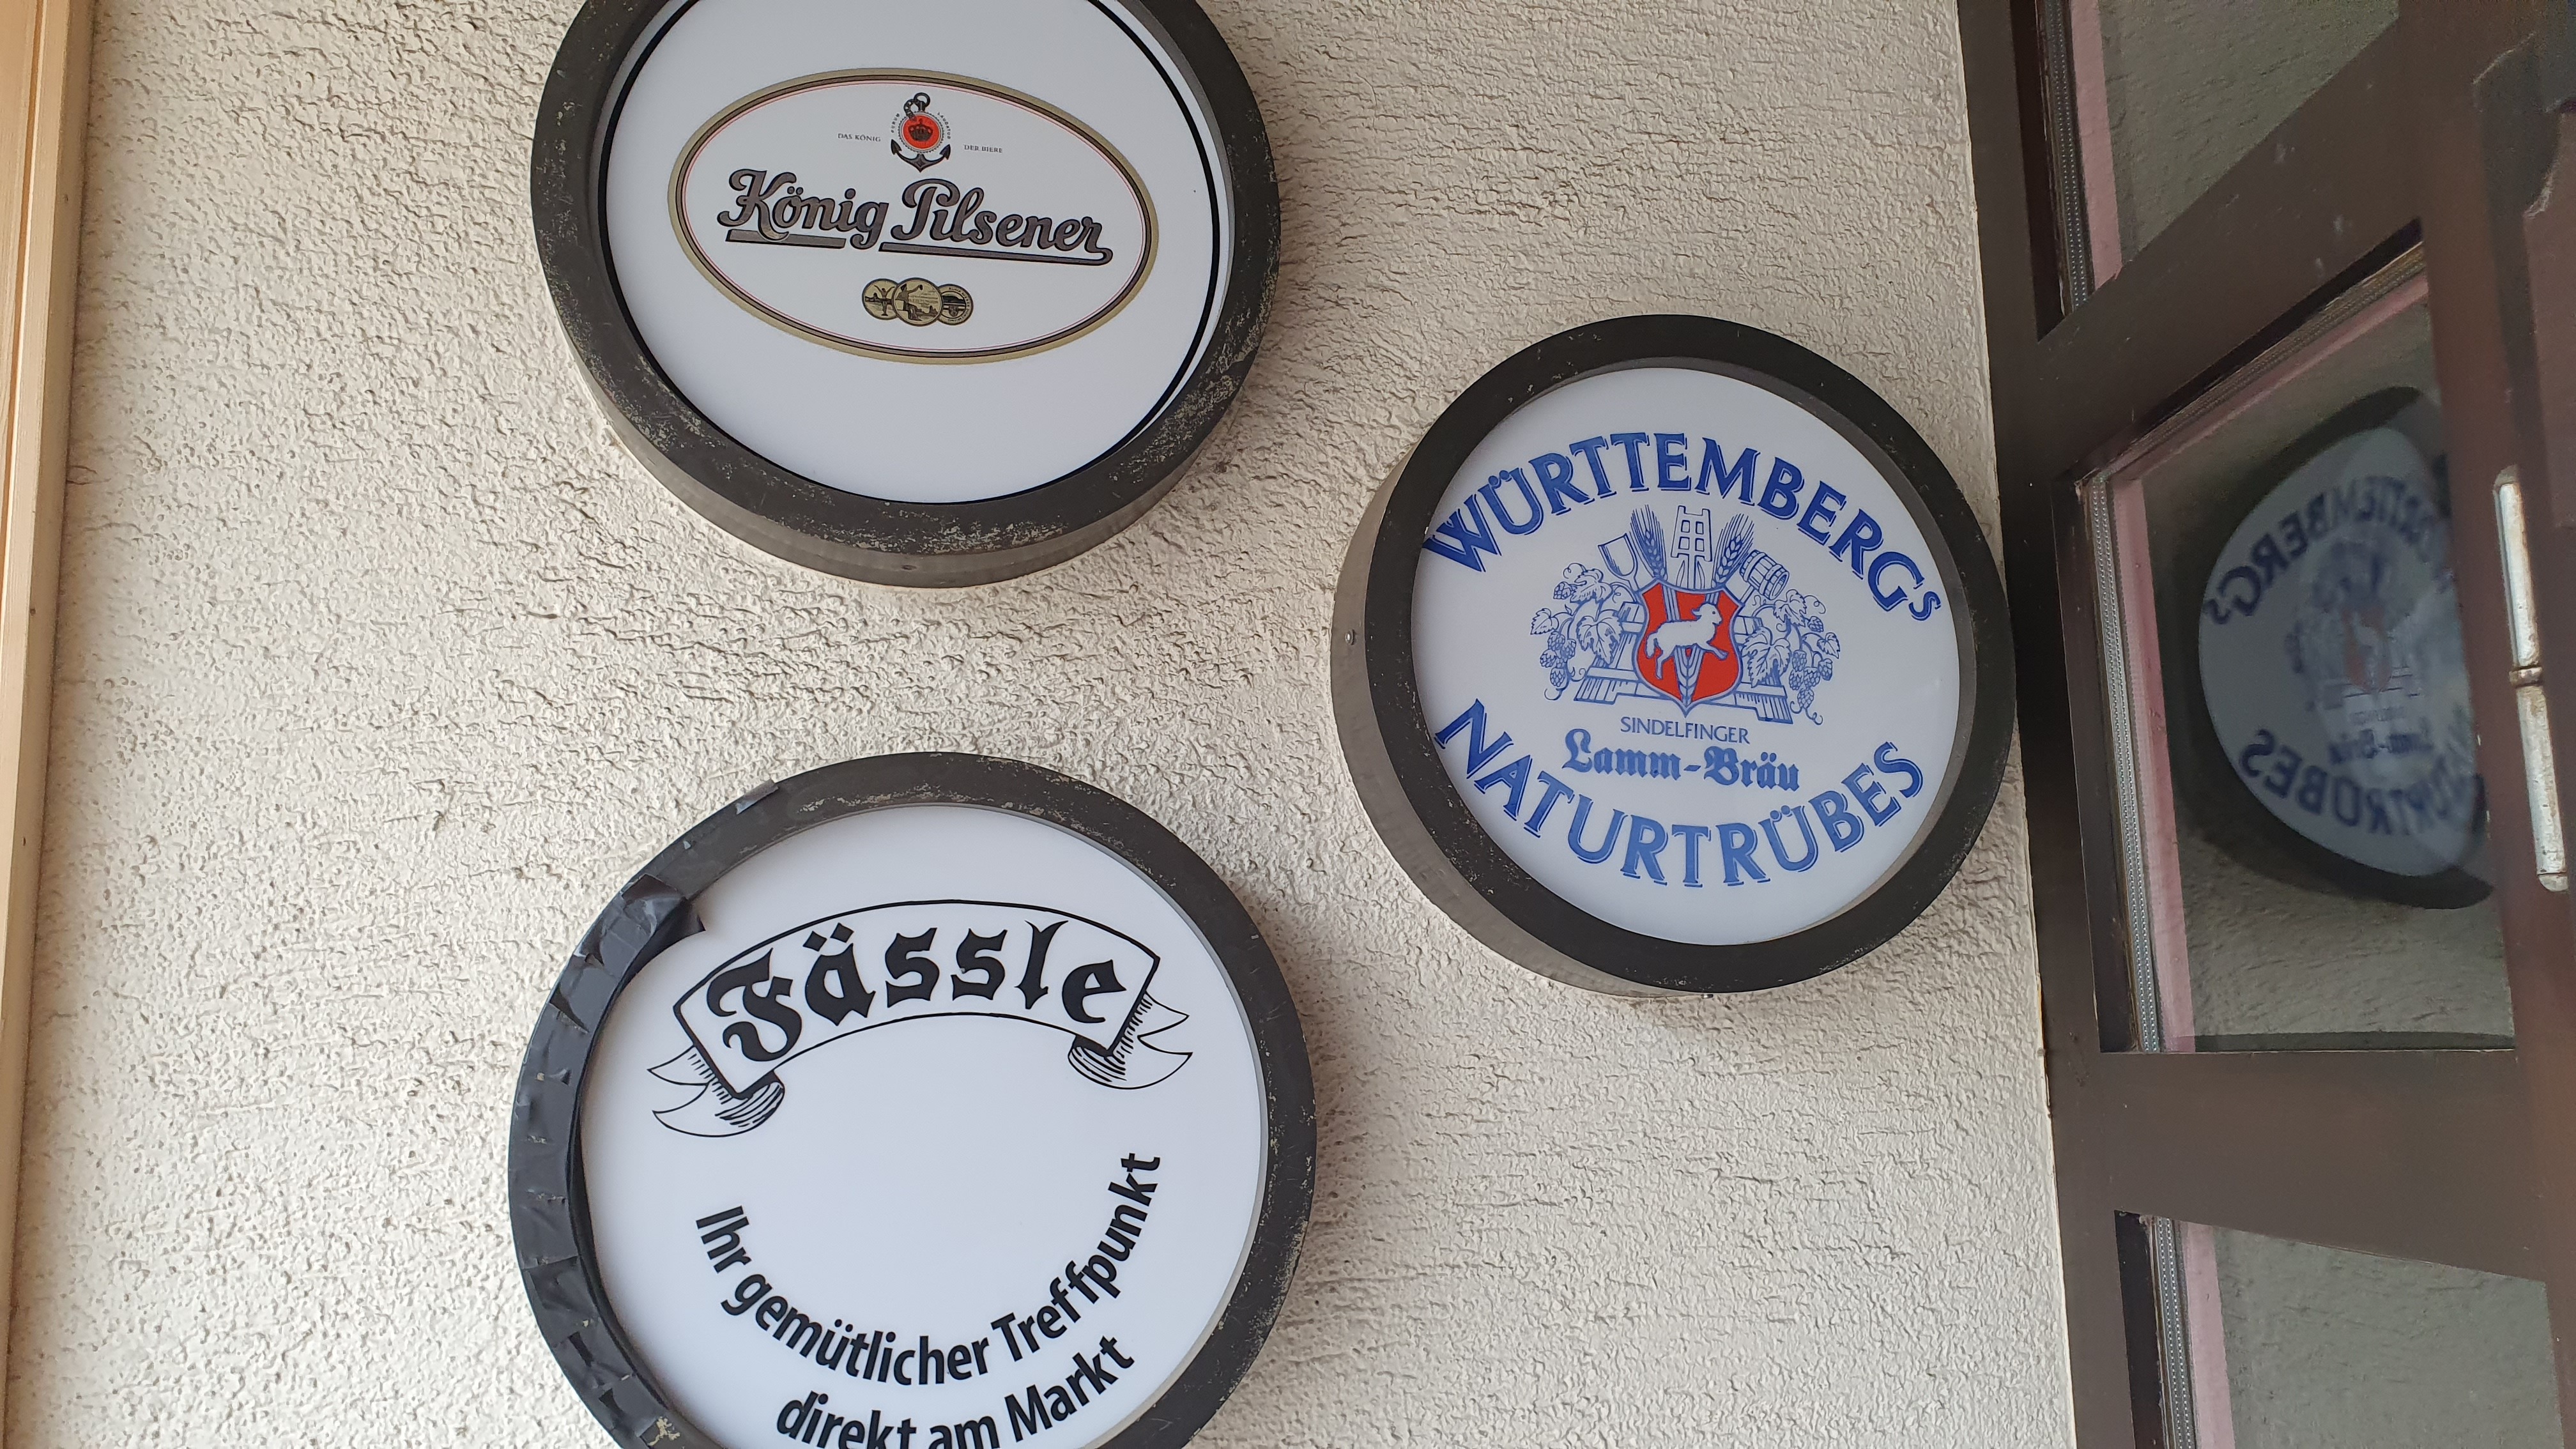 DAS KÖNIG DER BIERE
König Pilsener
WÜRTTEMBERGS
SINDELFINGER
Lamm-Bräu
NATURTRÜBES
Fässle
Ihr gemütlicher Treffpunkt
direkt am Markt